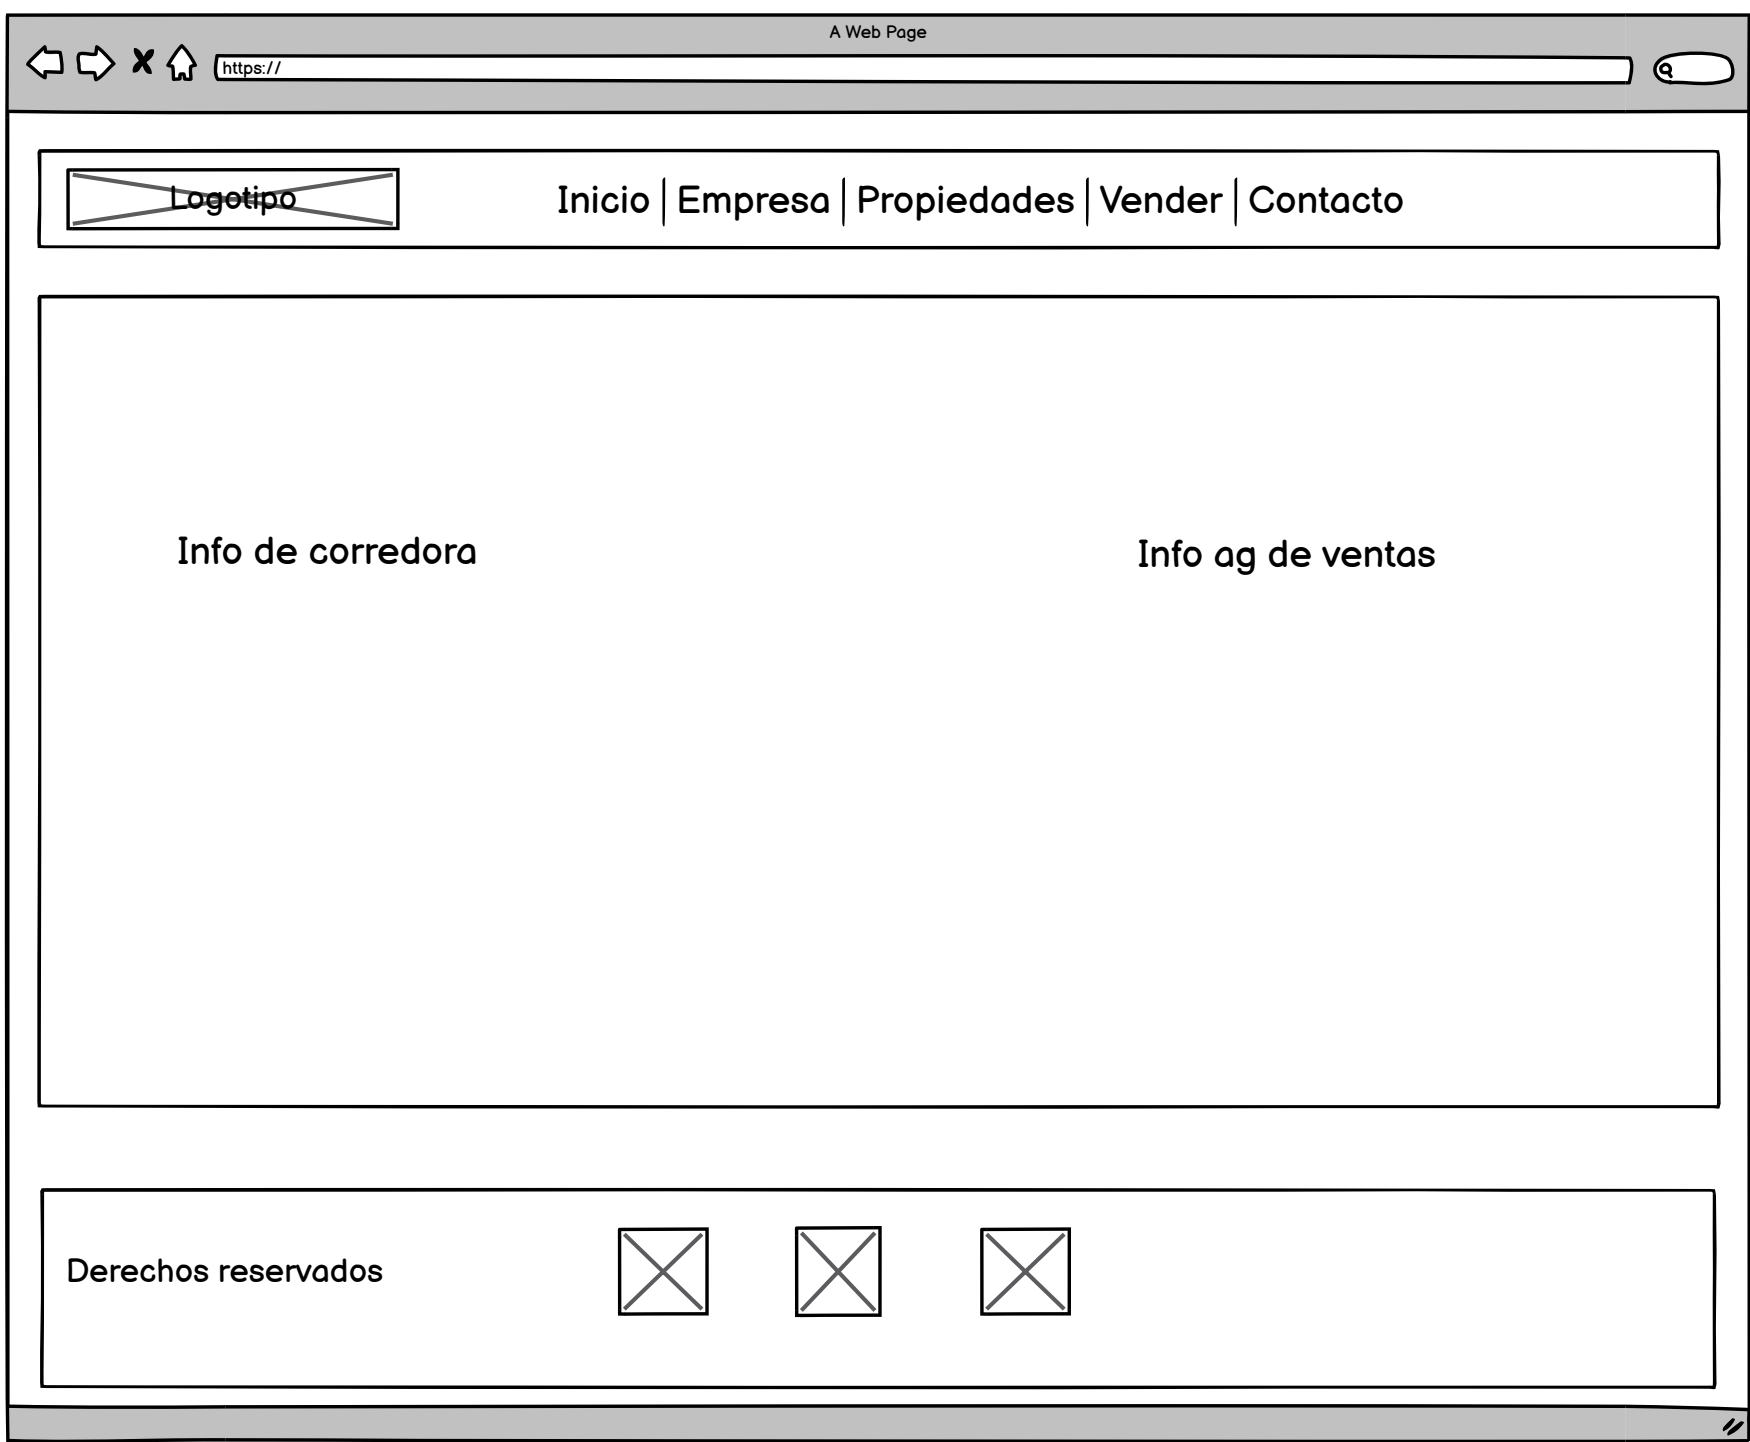 A Web Page
https://
Logotipo
Inicio Empresa Propiedades Vender Contacto
Info de corredora
Info ag de ventas
Derechos reservados